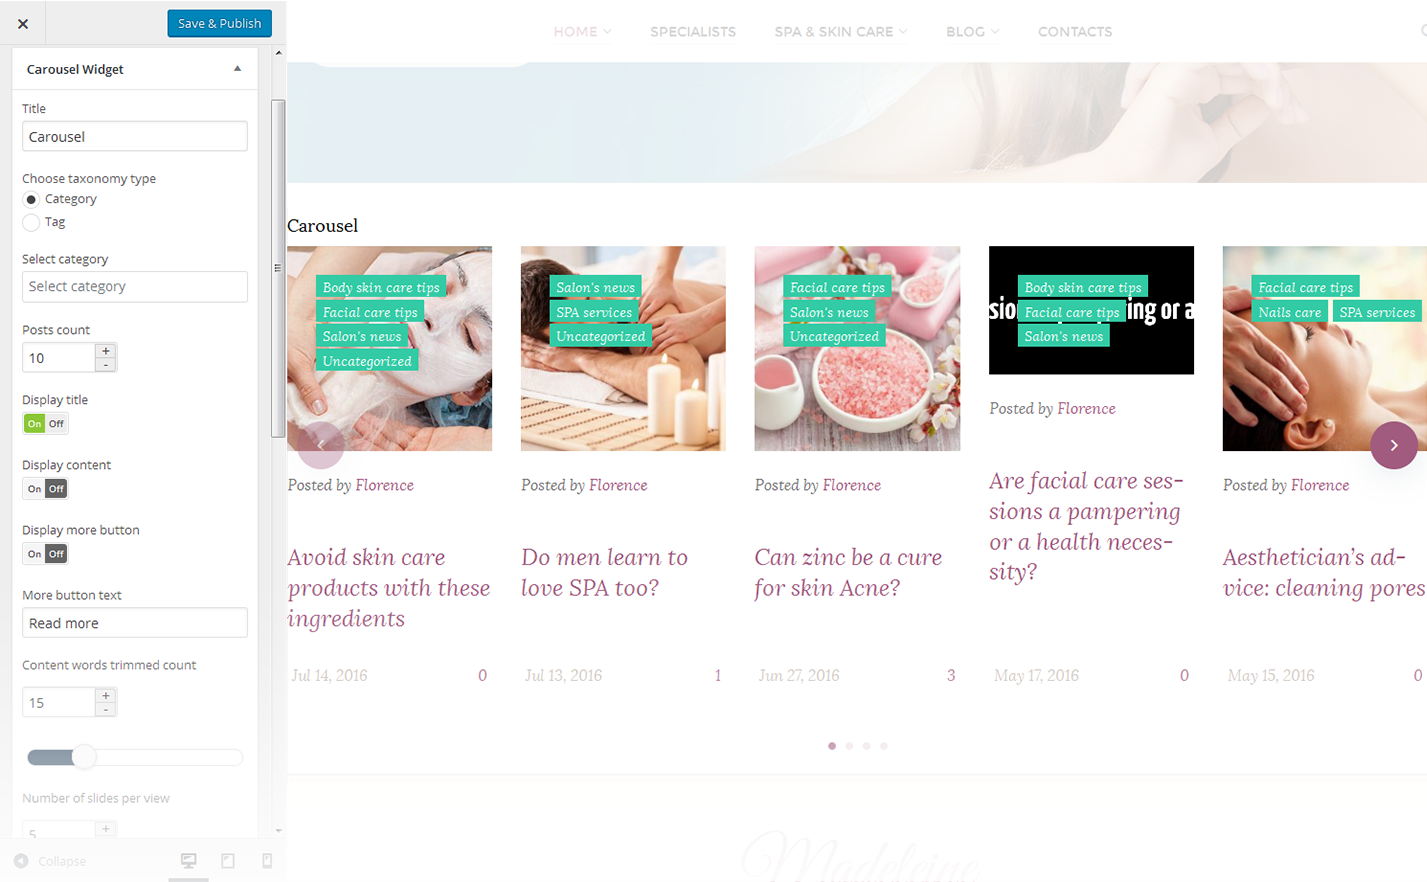 Save & Publish
Carousel Widget
Title
Carousel
Choose taxonomy type
Category
Tag
Select category
Select category
Posts count
10
+
-
Display title
On Off
Display content
On Off
Display more button
On Off
More button text
Read more
Content words trimmed count
15
+
-
Number of slides per view
5
+
Collapse
HOME
SPECIALISTS
SPA & SKIN CARE
BLOG
CONTACTS
Carousel
Body skin care tips
Facial care tips
Salon's news
Uncategorized
Posted by Florence
Avoid skin care
products with these
ingredients
Jul 14, 2016
0
Salon's news
SPA services
Uncategorized
Posted by Florence
Do men learn to
love SPA too?
Jul 13, 2016
1
Facial care tips
Salon's news
Uncategorized
Posted by Florence
Can zinc be a cure
for skin Acne?
Jun 27, 2016
3
Body skin care tips
Facial care tips
Salon's news
Posted by Florence
Are facial care ses-
sions a pampering
or a health neces-
sity?
May 17, 2016
0
Facial care tips
Nails care SPA services
Posted by Florence
Aesthetician's ad-
vice: cleaning pores
May 15, 2016
0
Madeleine